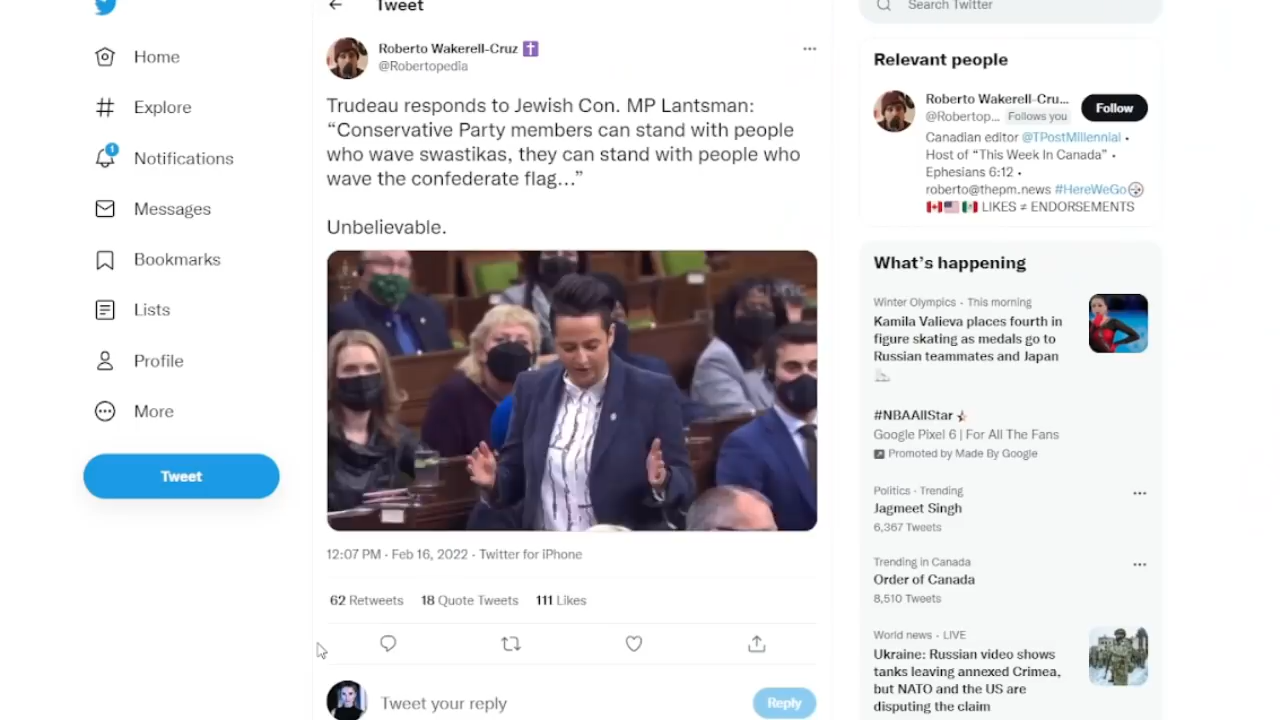 Home
Explore
1
Notifications
Messages
Bookmarks
Lists
Profile
More
Tweet
Tweet
Roberto Wakerell-Cruz
@Robertopedia
Trudeau responds to Jewish Con. MP Lantsman:
“Conservative Party members can stand with people
who wave swastikas, they can stand with people who
wave the confederate flag...”
Unbelievable.
12:07 PM · Feb 16, 2022 · Twitter for iPhone
62 Retweets 18 Quote Tweets 111 Likes
Tweet your reply
Reply
Search Twitter
Relevant people
Roberto Wakerell-Cru...
@Robertop... Follows you
Follow
Canadian editor @TPostMillennial •
Host of “This Week In Canada” •
Ephesians 6:12 •
roberto@thepm.news #HereWeGo
LIKES ≠ ENDORSEMENTS
What’s happening
Winter Olympics · This morning
Kamila Valieva places fourth in
figure skating as medals go to
Russian teammates and Japan
#NBAAllStar
Google Pixel 6 | For All The Fans
Promoted by Made By Google
Politics · Trending
Jagmeet Singh
6,367 Tweets
Trending in Canada
Order of Canada
8,510 Tweets
World news · LIVE
Ukraine: Russian video shows
tanks leaving annexed Crimea,
but NATO and the US are
disputing the claim